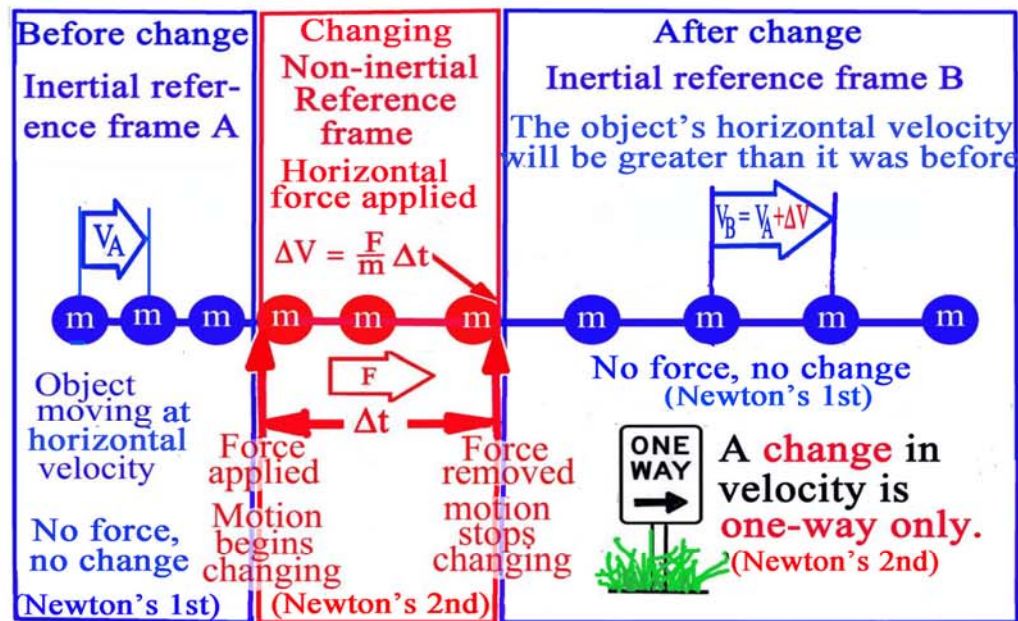 Before change
Inertial refer-
ence frame A
V_A
m m m
Object
moving at
horizontal
velocity
No force,
no change
(Newton's 1st)
Changing
Non-inertial
Reference
frame
Horizontal
force applied
ΔV = F/m Δt
m m m
F
Δt
Force
applied
Motion
begins
changing
Force
removed
motion
stops
changing
(Newton's 2nd)
After change
Inertial reference frame B
The object's horizontal velocity
will be greater than it was before
V_B = V_A+ΔV
m m m m
No force, no change
(Newton's 1st)
ONE
WAY
A change in
velocity is
one-way only.
(Newton's 2nd)